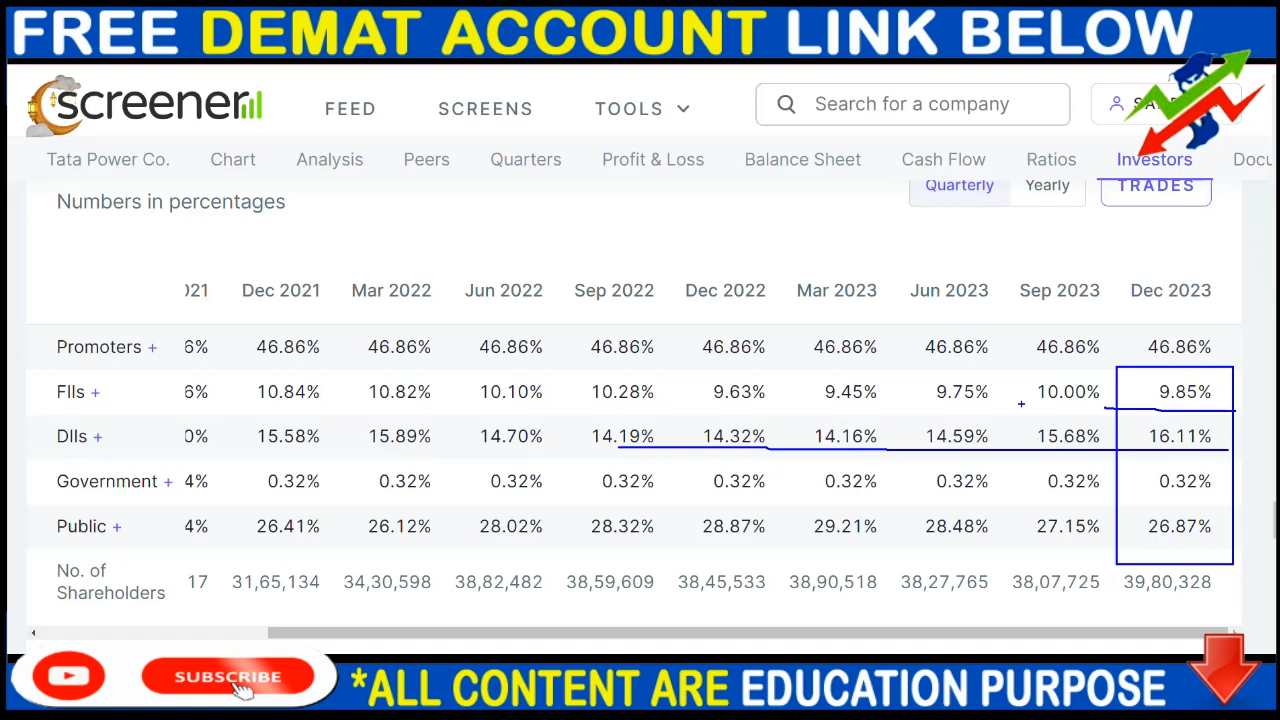 FREE DEMAT ACCOUNT LINK BELOW
screener FEED SCREENS TOOLS Search for a company
Tata Power Co. Chart Analysis Peers Quarters Profit & Loss Balance Sheet Cash Flow Ratios Investors Docu
Numbers in percentages Quarterly Yearly TRADES
021 Dec 2021 Mar 2022 Jun 2022 Sep 2022 Dec 2022 Mar 2023 Jun 2023 Sep 2023 Dec 2023
Promoters + 6% 46.86% 46.86% 46.86% 46.86% 46.86% 46.86% 46.86% 46.86% 46.86%
FIIs + 6% 10.84% 10.82% 10.10% 10.28% 9.63% 9.45% 9.75% 10.00% 9.85%
DIIs + 0% 15.58% 15.89% 14.70% 14.19% 14.32% 14.16% 14.59% 15.68% 16.11%
Government + 4% 0.32% 0.32% 0.32% 0.32% 0.32% 0.32% 0.32% 0.32% 0.32%
Public + 4% 26.41% 26.12% 28.02% 28.32% 28.87% 29.21% 28.48% 27.15% 26.87%
No. of
Shareholders 17 31,65,134 34,30,598 38,82,482 38,59,609 38,45,533 38,90,518 38,27,765 38,07,725 39,80,328
SUBSCRIBE
*ALL CONTENT ARE EDUCATION PURPOSE